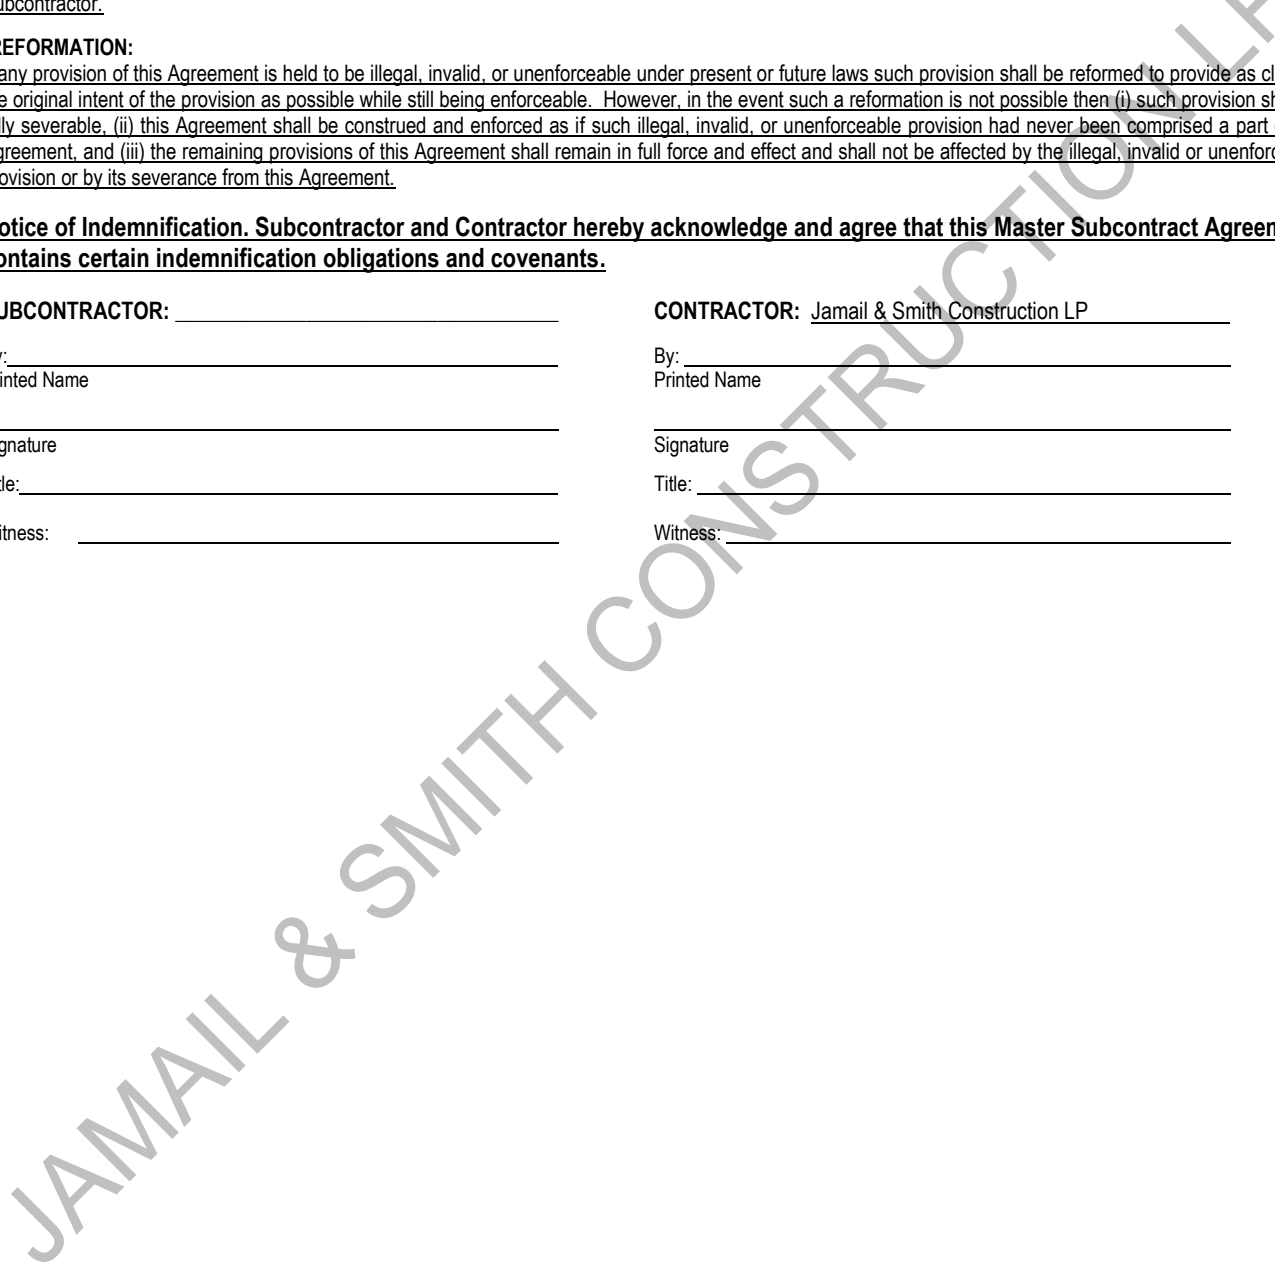 ubcontractor.
REFORMATION:
any provision of this Agreement is held to be illegal, invalid, or unenforceable under present or future laws such provision shall be reformed to provide as cl
e original intent of the provision as possible while still being enforceable. However, in the event such a reformation is not possible then (i) such provision sh
lly severable, (ii) this Agreement shall be construed and enforced as if such illegal, invalid, or unenforceable provision had never been comprised a part
greement, and (iii) the remaining provisions of this Agreement shall remain in full force and effect and shall not be affected by the illegal, invalid or unenforc
ovision or by its severance from this Agreement.
otice of Indemnification. Subcontractor and Contractor hereby acknowledge and agree that this Master Subcontract Agreem
ontains certain indemnification obligations and covenants.
UBCONTRACTOR: CONTRACTOR: Jamail & Smith Construction LP
y: By:
inted Name Printed Name
gnature Signature
tle: Title:
itness: Witness:
JAMAIL & SMITH CONSTRUCTION LP